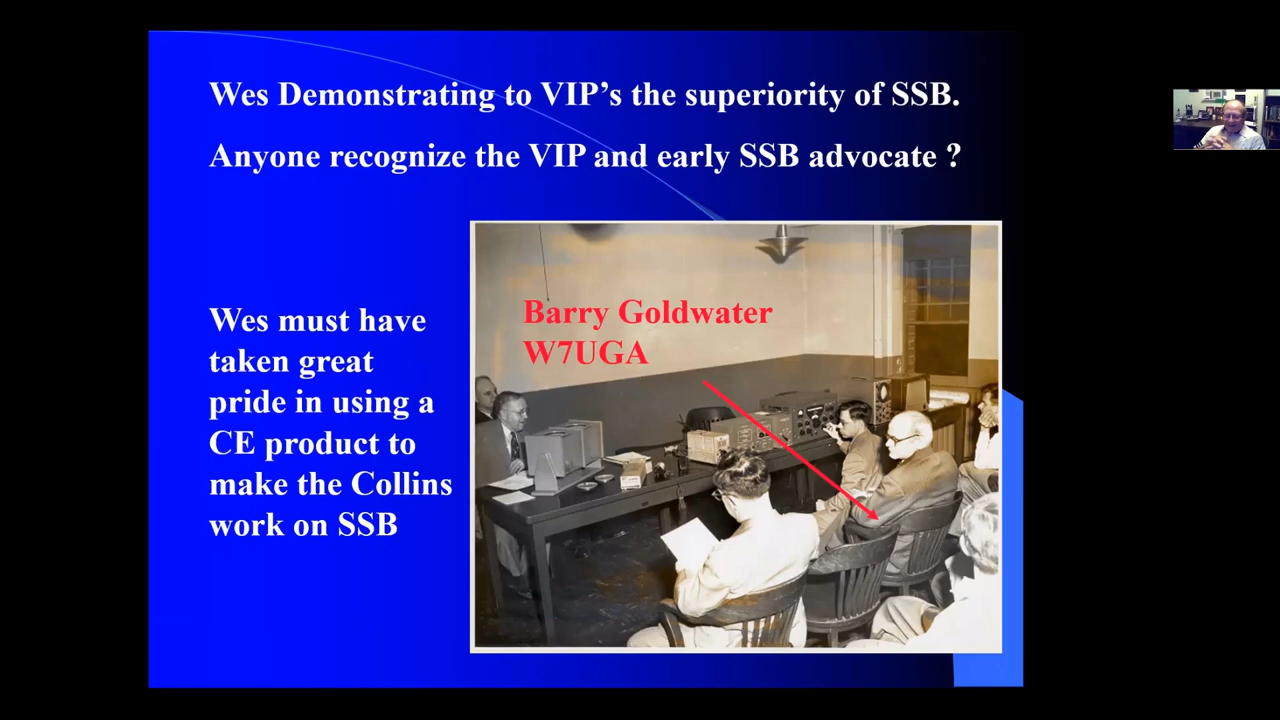 Wes Demonstrating to VIP’s the superiority of SSB.
Anyone recognize the VIP and early SSB advocate ?
Barry Goldwater
W7UGA
Wes must have
taken great
pride in using a
CE product to
make the Collins
work on SSB